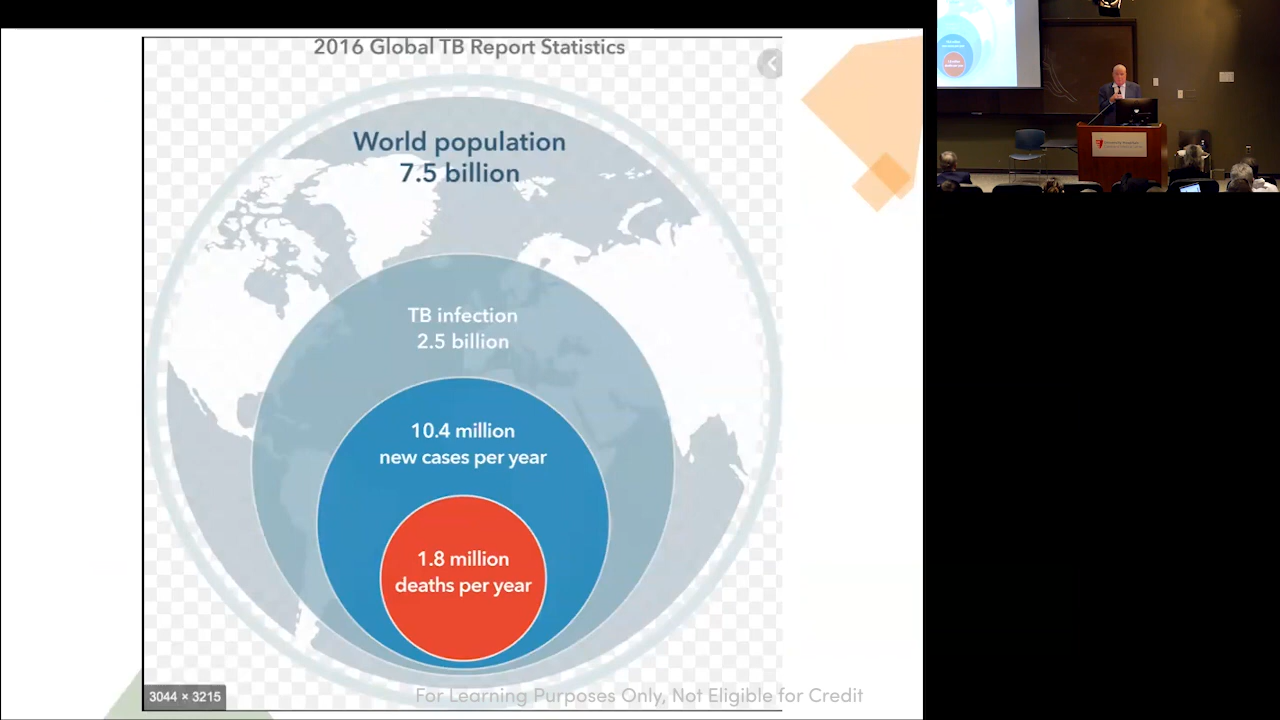 2016 Global TB Report Statistics
World population
7.5 billion
TB infection
2.5 billion
10.4 million
new cases per year
1.8 million
deaths per year
3044 × 3215
For Learning Purposes Only, Not Eligible for Credit